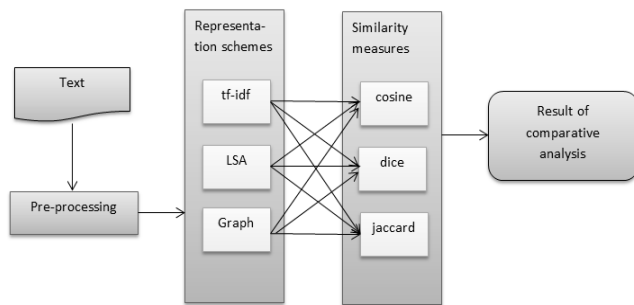 Text
Pre-processing
Representa-
tion schemes
tf-idf
LSA
Graph
Similarity
measures
cosine
dice
jaccard
Result of
comparative
analysis